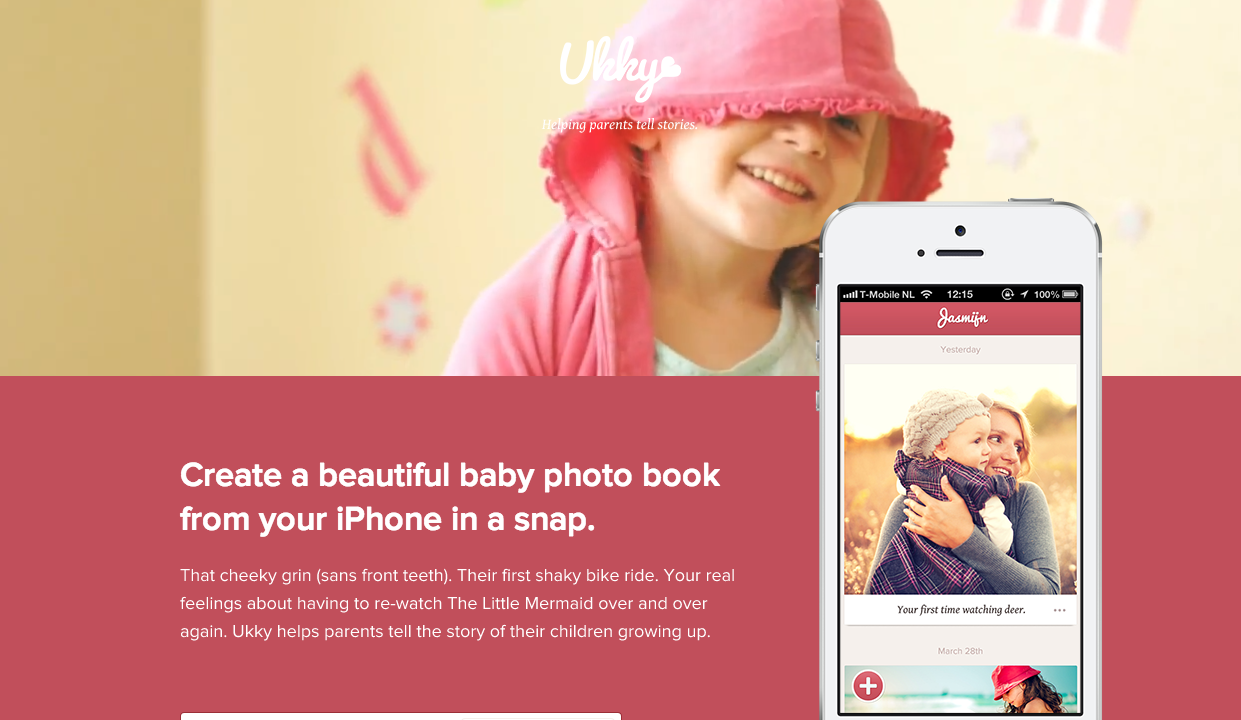 Ukky
Helping parents tell stories.
T-Mobile NL 12:15 100%
Jasmijn
Yesterday
Your first time watching deer.
March 28th
Create a beautiful baby photo book
from your iPhone in a snap.
That cheeky grin (sans front teeth). Their first shaky bike ride. Your real
feelings about having to re-watch The Little Mermaid over and over
again. Ukky helps parents tell the story of their children growing up.